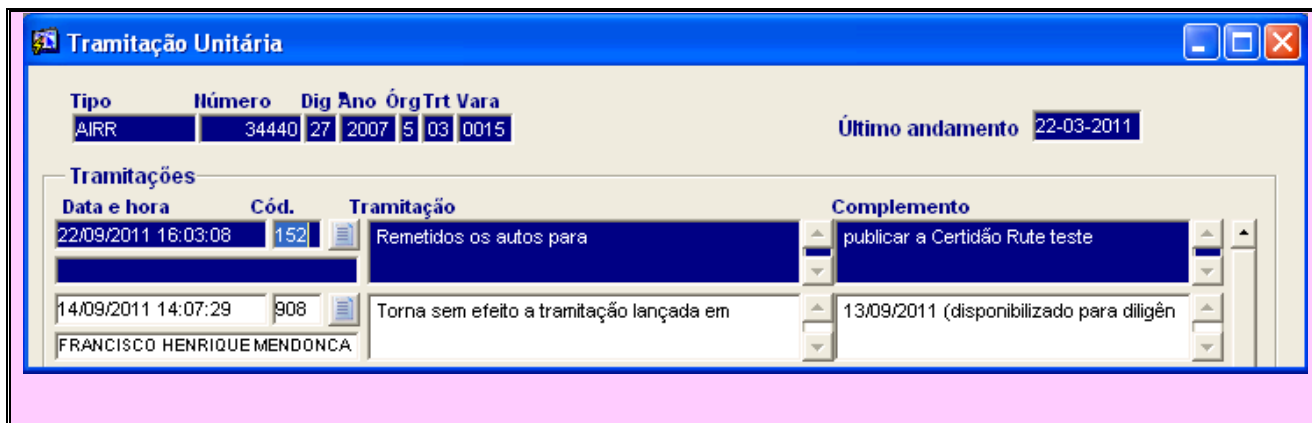 Tramitação Unitária
Tipo Número Dig Ano Órg Trt Vara
AIRR 34440 27 2007 5 03 0015
Último andamento 22-03-2011
Tramitações
Data e hora Cód. Tramitação Complemento
22/09/2011 16:03:08 152 Remetidos os autos para publicar a Certidão Rute teste
14/09/2011 14:07:29 908 Torna sem efeito a tramitação lançada em 13/09/2011 (disponibilizado para diligên
FRANCISCO HENRIQUE MENDONCA